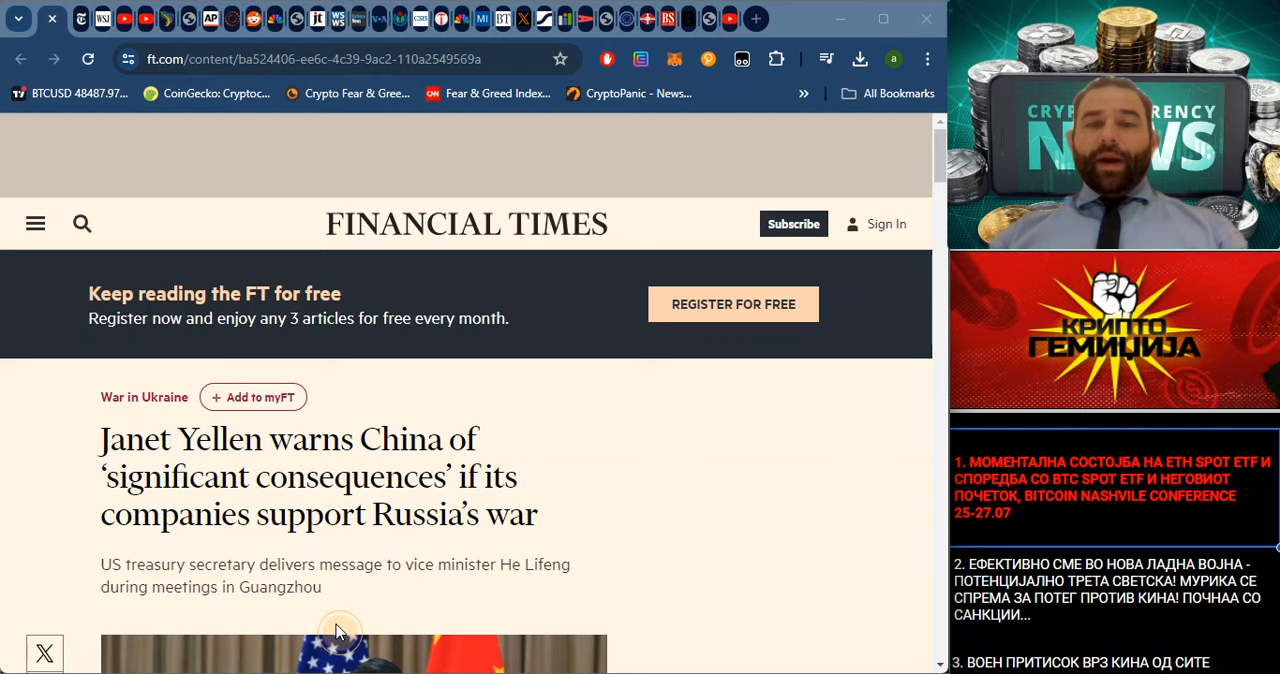 ft.com/content/ba524406-ee6c-4c39-9ac2-110a2549569a
BTCUSD 48487.97...
CoinGecko: Cryptoc...
Crypto Fear & Gree...
Fear & Greed Index...
CryptoPanic - News...
All Bookmarks
FINANCIAL TIMES
Subscribe
Sign In
Keep reading the FT for free
Register now and enjoy any 3 articles for free every month.
REGISTER FOR FREE
War in Ukraine
+ Add to myFT
Janet Yellen warns China of
‘significant consequences’ if its
companies support Russia’s war
US treasury secretary delivers message to vice minister He Lifeng
during meetings in Guangzhou
NEWS
КРИПТО
ГЕМИЏИЈА
1. МОМЕНТАЛНА СОСТОЈБА НА ETH SPOT ETF И
СПОРЕДБА СО BTC SPOT ETF И НЕГОВИОТ
ПОЧЕТОК, BITCOIN NASHVILE CONFERENCE
25-27.07
2. ЕФЕКТИВНО СМЕ ВО НОВА ЛАДНА ВОЈНА -
ПОТЕНЦИЈАЛНО ТРЕТА СВЕТСКА! МУРИКА СЕ
СПРЕМА ЗА ПОТЕГ ПРОТИВ КИНА! ПОЧНАА СО
САНКЦИИ...
3. ВОЕН ПРИТИСОК ВРЗ КИНА ОД СИТЕ